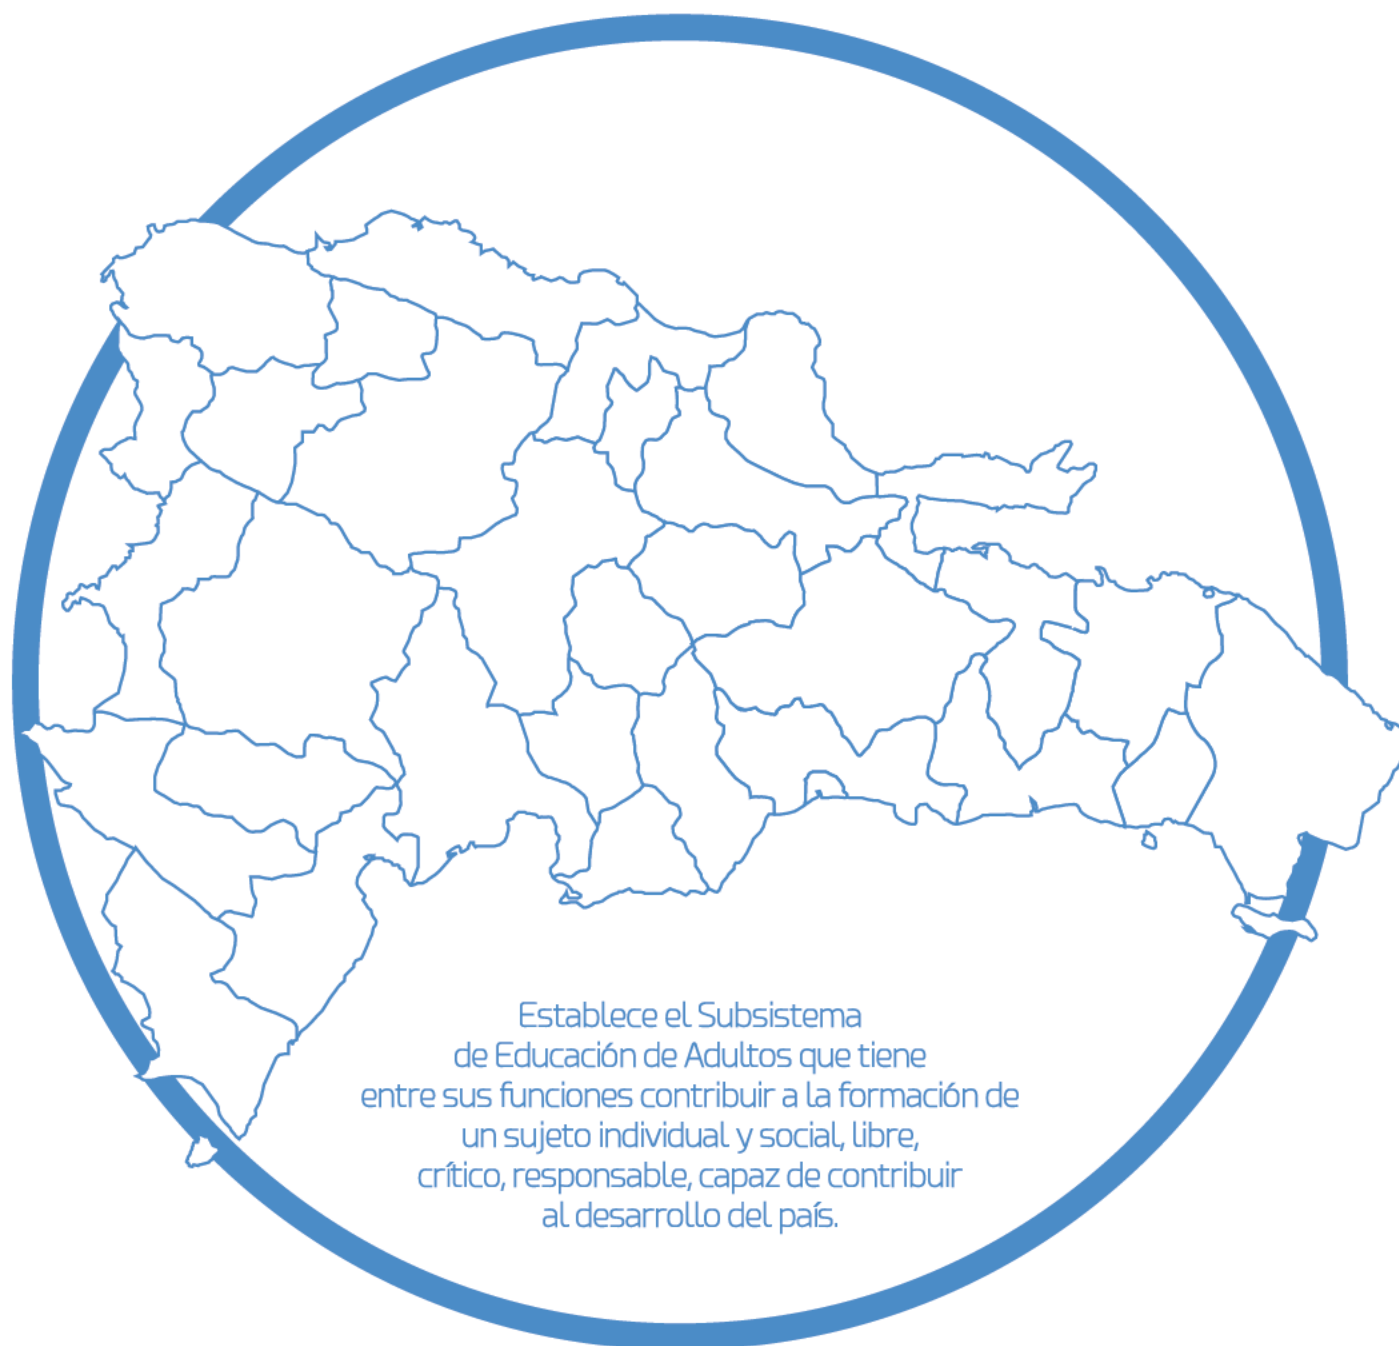 Establece el Subsistema
de Educación de Adultos que tiene
entre sus funciones contribuir a la formación de
un sujeto individual y social, libre,
crítico, responsable, capaz de contribuir
al desarrollo del país.